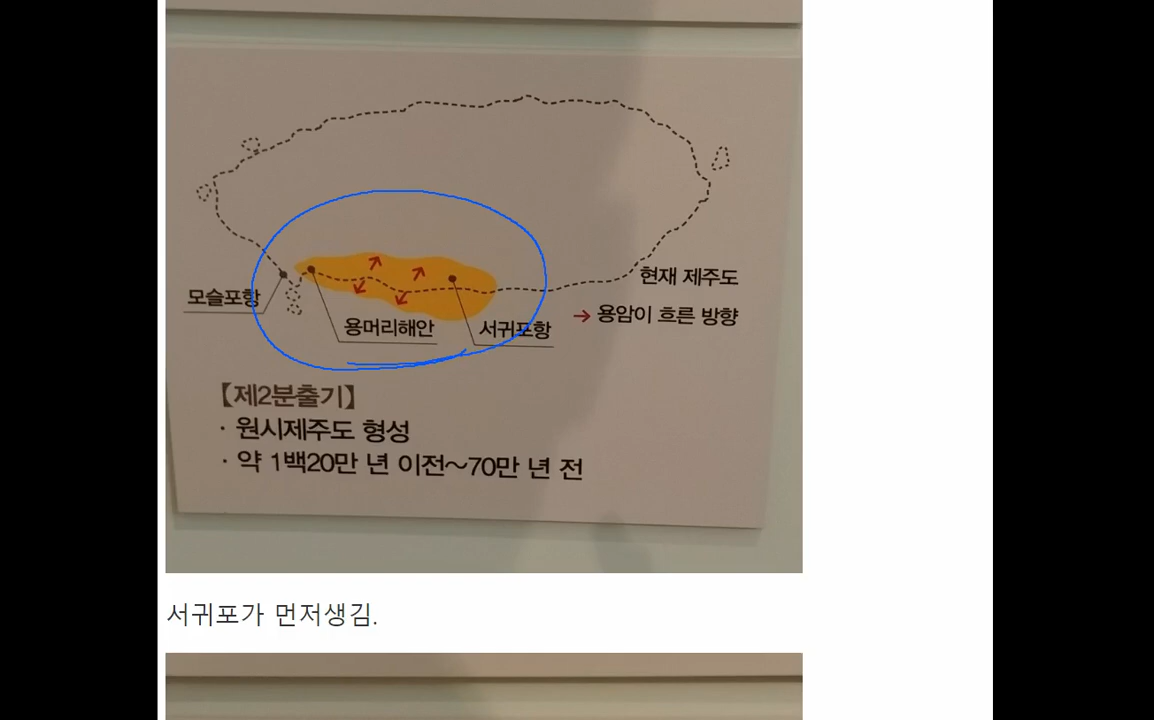 현재 제주도
모슬포항
용머리해안
서귀포항
→ 용암이 흐른 방향
【제2분출기】
· 원시제주도 형성
· 약 1백20만 년 이전~70만 년 전
서귀포가 먼저생김.